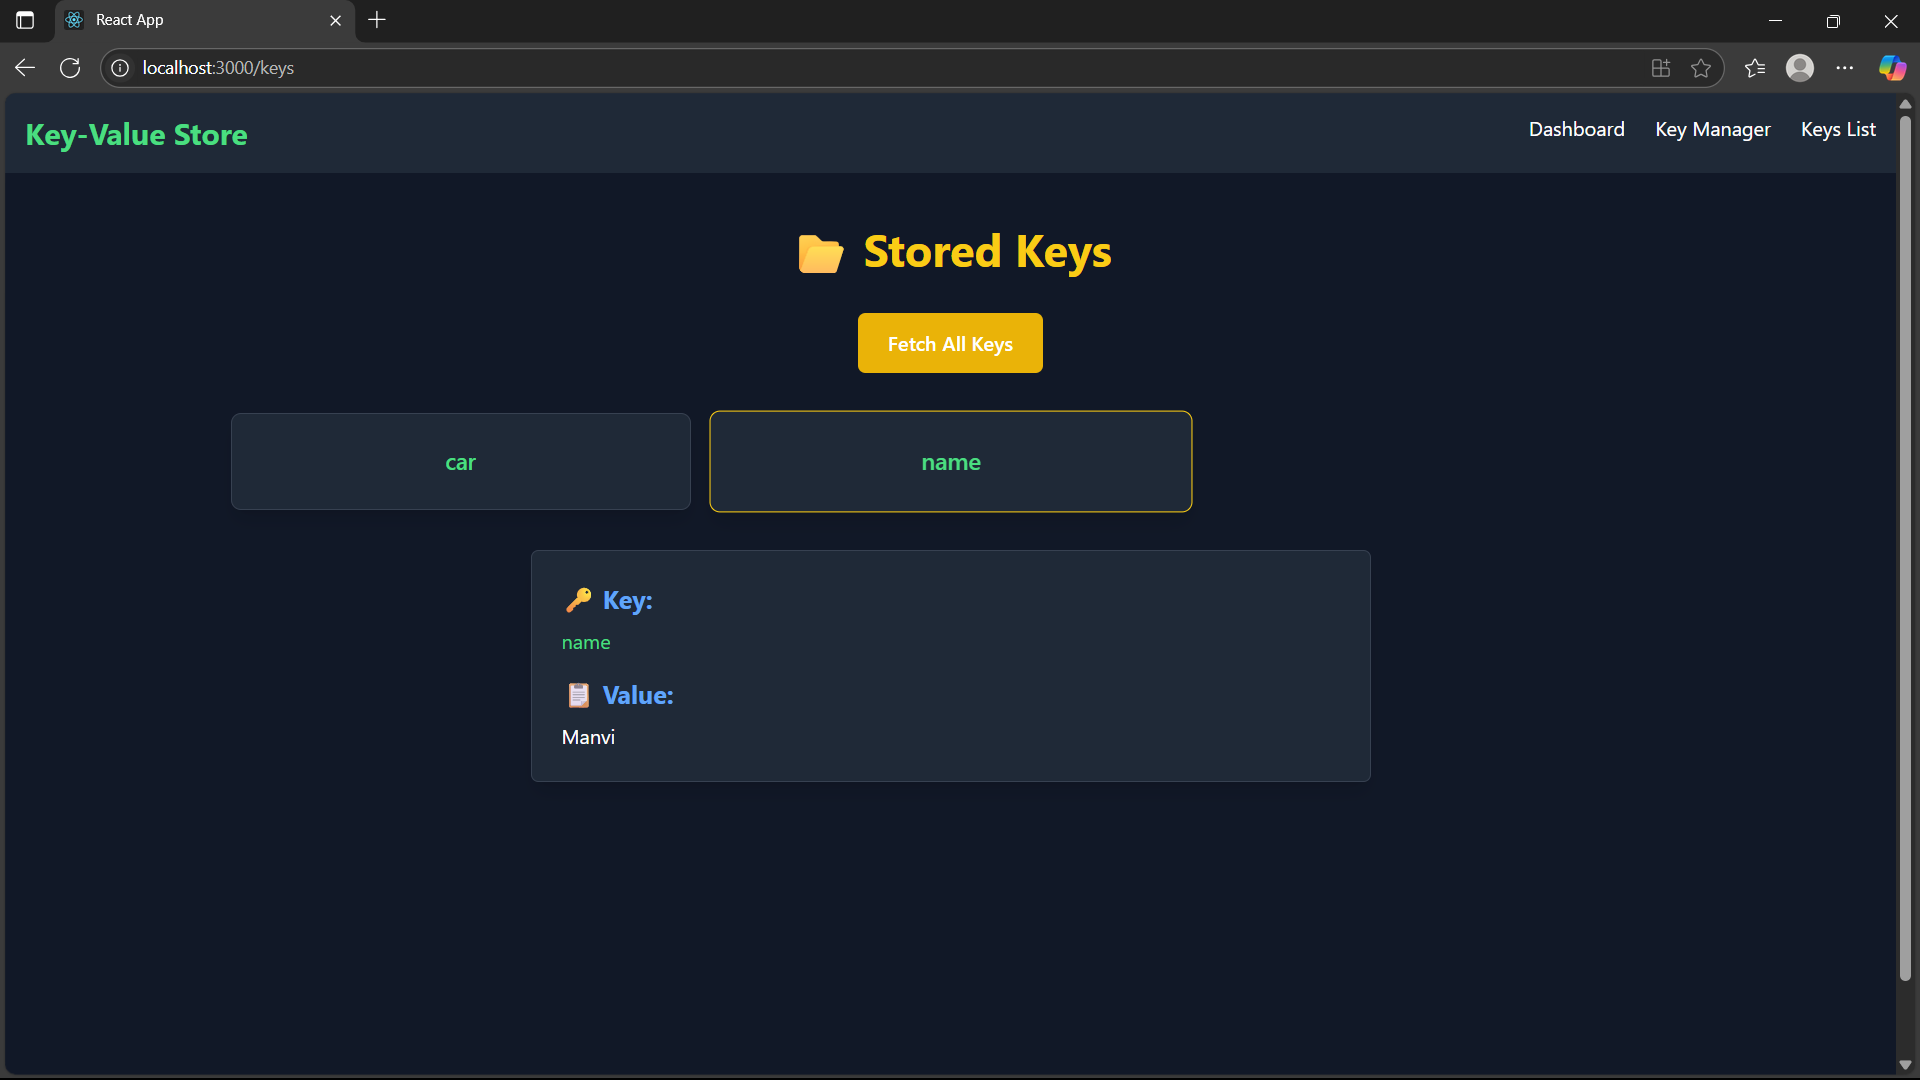 React App
localhost:3000/keys
Key-Value Store
Dashboard Key Manager Keys List
Stored Keys
Fetch All Keys
car
name
Key:
name
Value:
Manvi